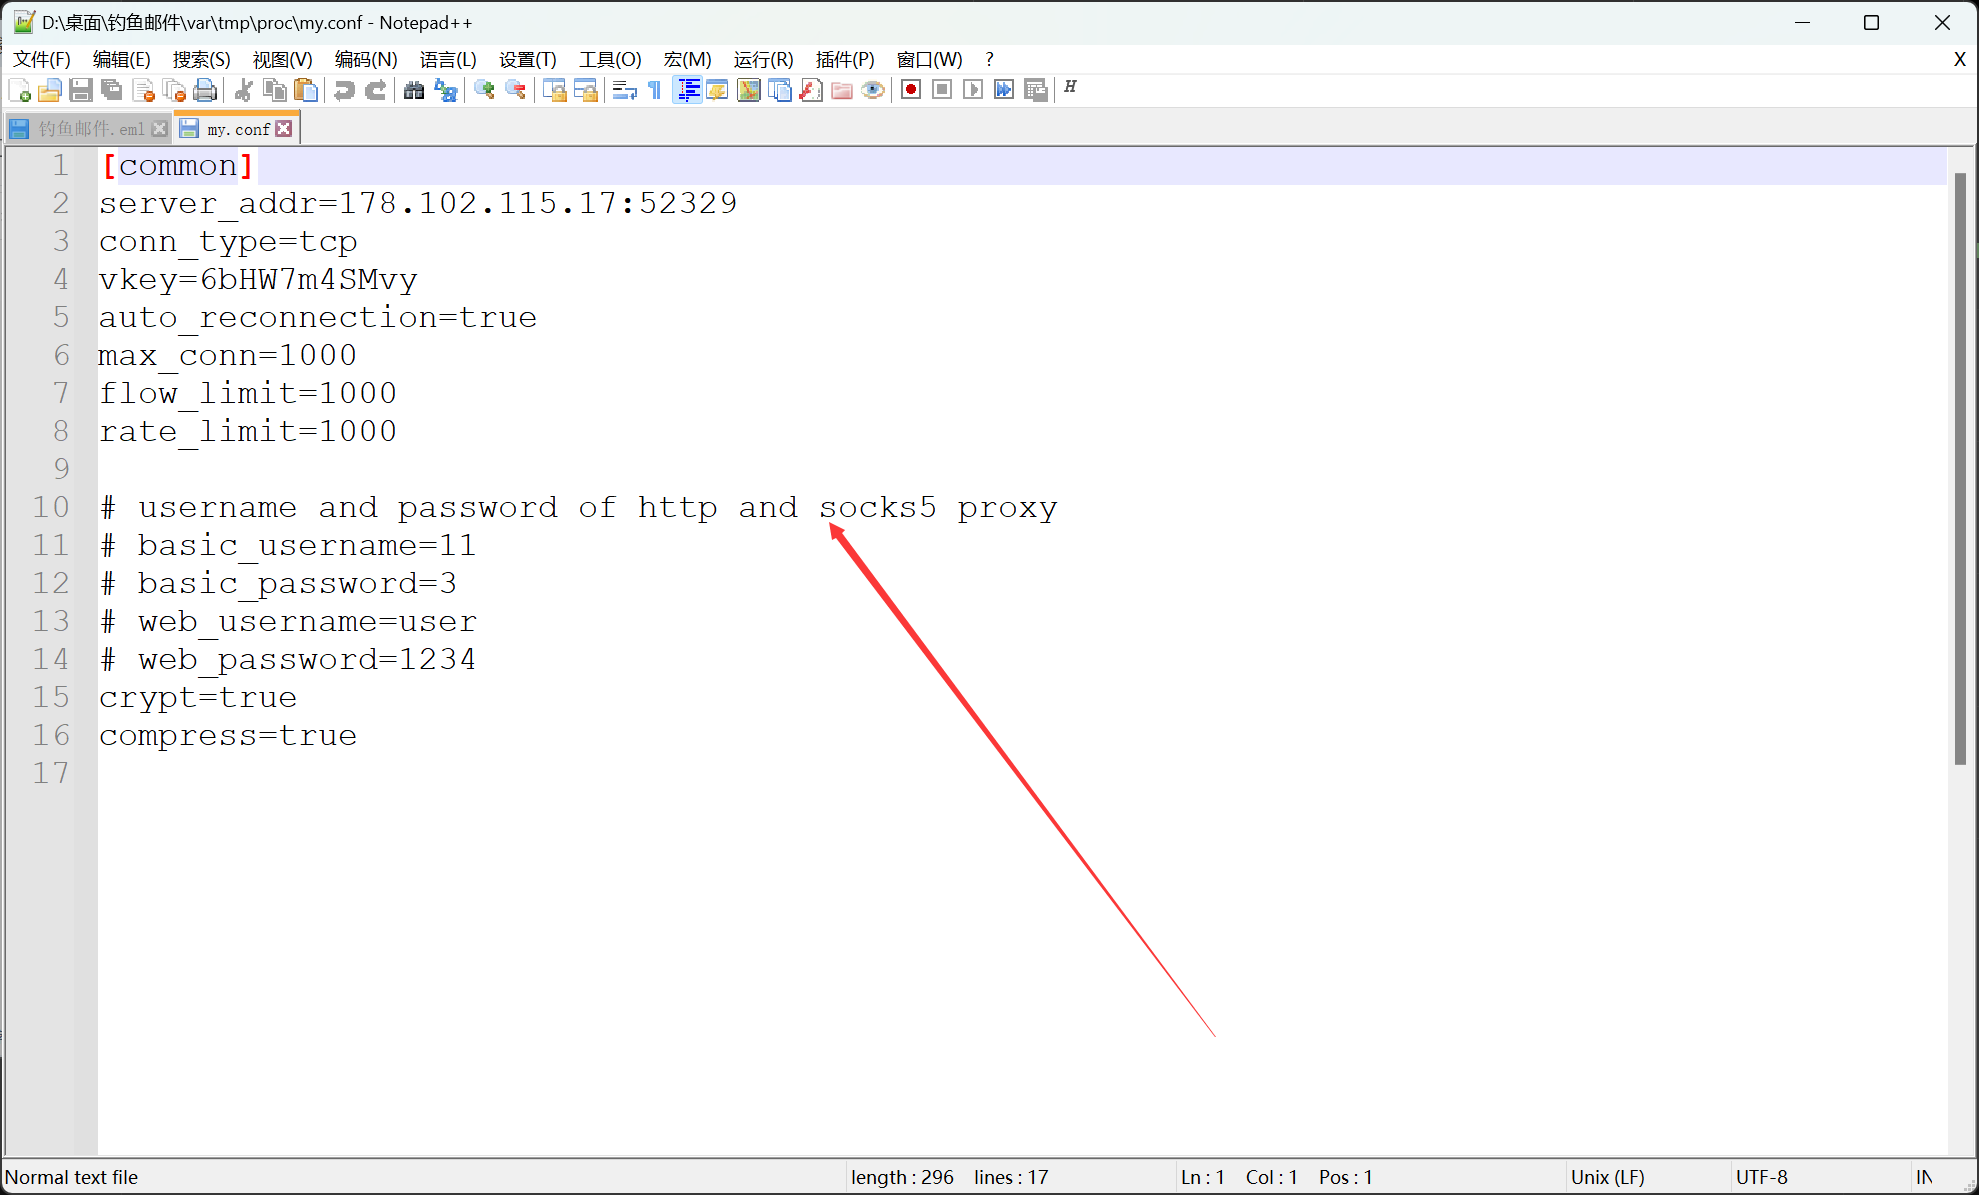 D:\桌面\钓鱼邮件\var\tmp\proc\my.conf - Notepad++
文件(F) 编辑(E) 搜索(S) 视图(V) 编码(N) 语言(L) 设置(T) 工具(O) 宏(M) 运行(R) 插件(P) 窗口(W) ? X
钓鱼邮件.eml my.conf
1 [common]
2 server_addr=178.102.115.17:52329
3 conn_type=tcp
4 vkey=6bHW7m4SMvy
5 auto_reconnection=true
6 max_conn=1000
7 flow_limit=1000
8 rate_limit=1000
9
10 # username and password of http and socks5 proxy
11 # basic_username=11
12 # basic_password=3
13 # web_username=user
14 # web_password=1234
15 crypt=true
16 compress=true
17
Normal text file length : 296 lines : 17 Ln : 1 Col : 1 Pos : 1 Unix (LF) UTF-8 IN